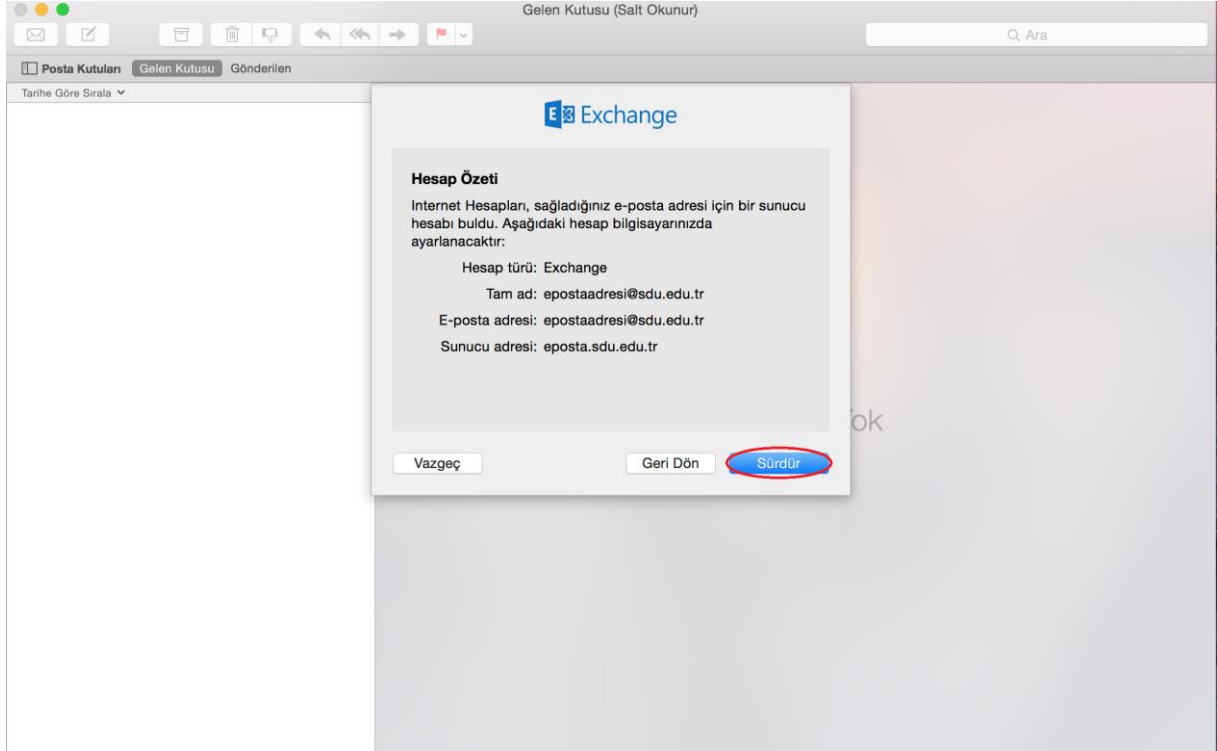 Gelen Kutusu (Salt Okunur)
Ara
Posta Kutuları Gelen Kutusu Gönderilen
Tarihe Göre Sırala
Exchange
Hesap Özeti
Internet Hesapları, sağladığınız e-posta adresi için bir sunucu
hesabı buldu. Aşağıdaki hesap bilgisayarınızda
ayarlanacaktır:
Hesap türü: Exchange
Tam ad: epostaadresi@sdu.edu.tr
E-posta adresi: epostaadresi@sdu.edu.tr
Sunucu adresi: eposta.sdu.edu.tr
Vazgeç Geri Dön Sürdür